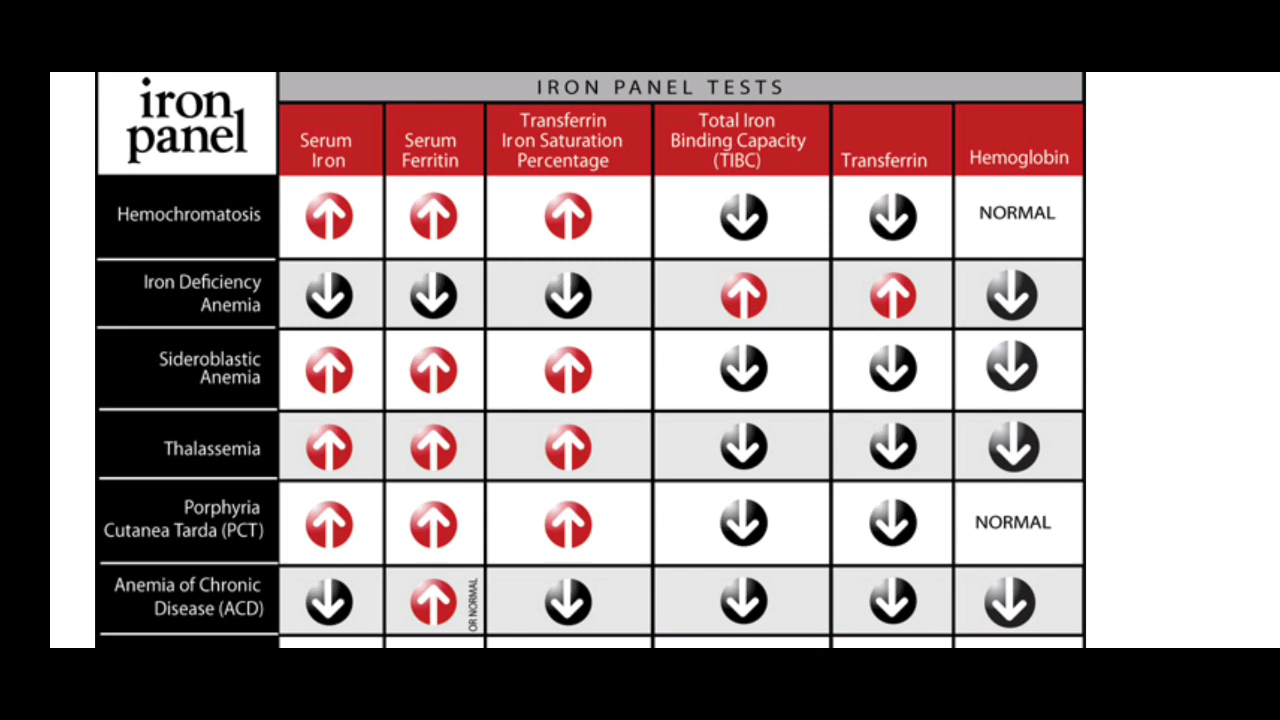 iron
panel
IRON PANEL TESTS
Serum
Iron
Serum
Ferritin
Transferrin
Iron Saturation
Percentage
Total Iron
Binding Capacity
(TIBC)
Transferrin
Hemoglobin
Hemochromatosis
NORMAL
Iron Deficiency
Anemia
Sideroblastic
Anemia
Thalassemia
Porphyria
Cutanea Tarda (PCT)
NORMAL
Anemia of Chronic
Disease (ACD)
OR NORMAL